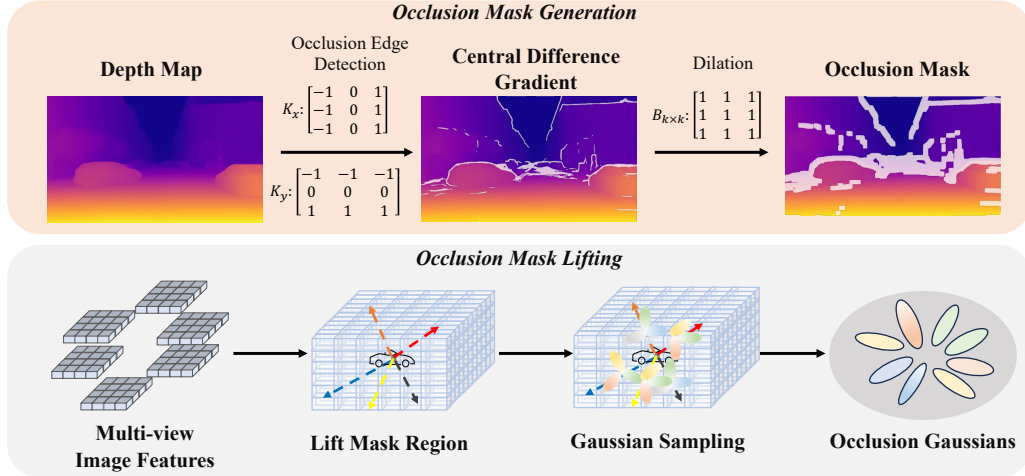 Occlusion Mask Generation
Depth Map
Occlusion Edge
Detection
K_x: [−1 0 1
−1 0 1
−1 0 1]
K_y: [−1 −1 −1
0 0 0
1 1 1]
Central Difference
Gradient
Dilation
B_{k×k}: [1 1 1
1 1 1
1 1 1]
Occlusion Mask
Occlusion Mask Lifting
Multi-view
Image Features
Lift Mask Region
Gaussian Sampling
Occlusion Gaussians